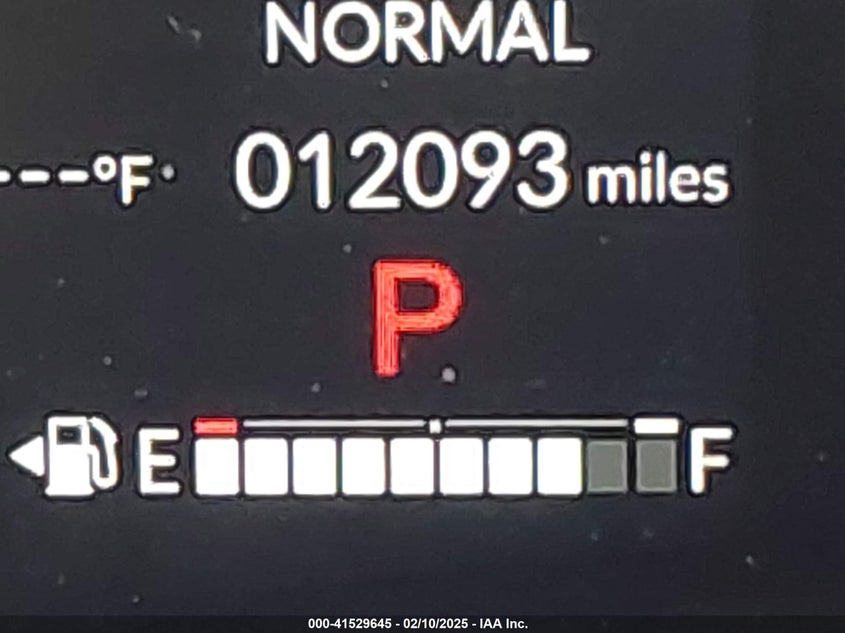 NORMAL
---°F 012093 miles
P
E F
000-41529645 - 02/10/2025 - IAA Inc.